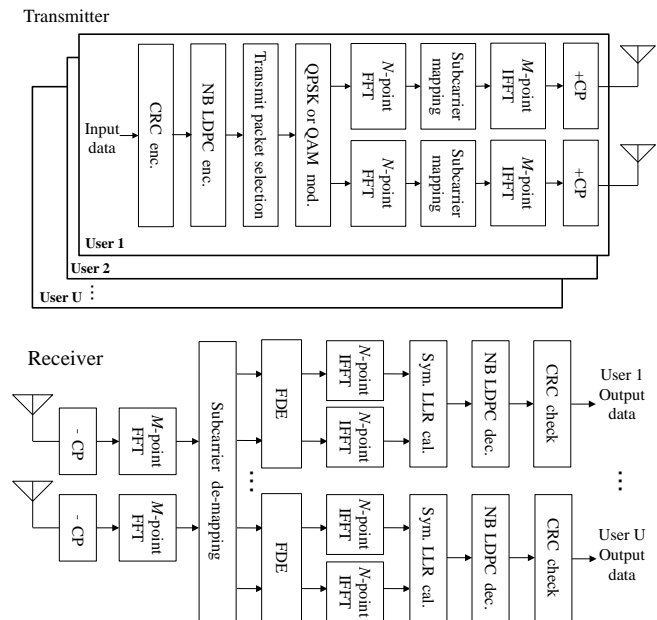 Transmitter
Input
data
CRC enc.
NB LDPC enc.
Transmit packet selection
QPSK or QAM
mod.
N-point
FFT
Subcarrier
mapping
M-point
IFFT
+CP
N-point
FFT
Subcarrier
mapping
M-point
IFFT
+CP
User 1
User 2
User U ⋮
Receiver
- CP
M-point
FFT
- CP
M-point
FFT
Subcarrier
de-mapping
FDE
N-point
IFFT
N-point
IFFT
Sym. LLR
cal.
NB LDPC
dec.
CRC check
User 1
Output
data
⋮
⋮
FDE
N-point
IFFT
N-point
IFFT
Sym. LLR
cal.
NB LDPC
dec.
CRC check
User U
Output
data